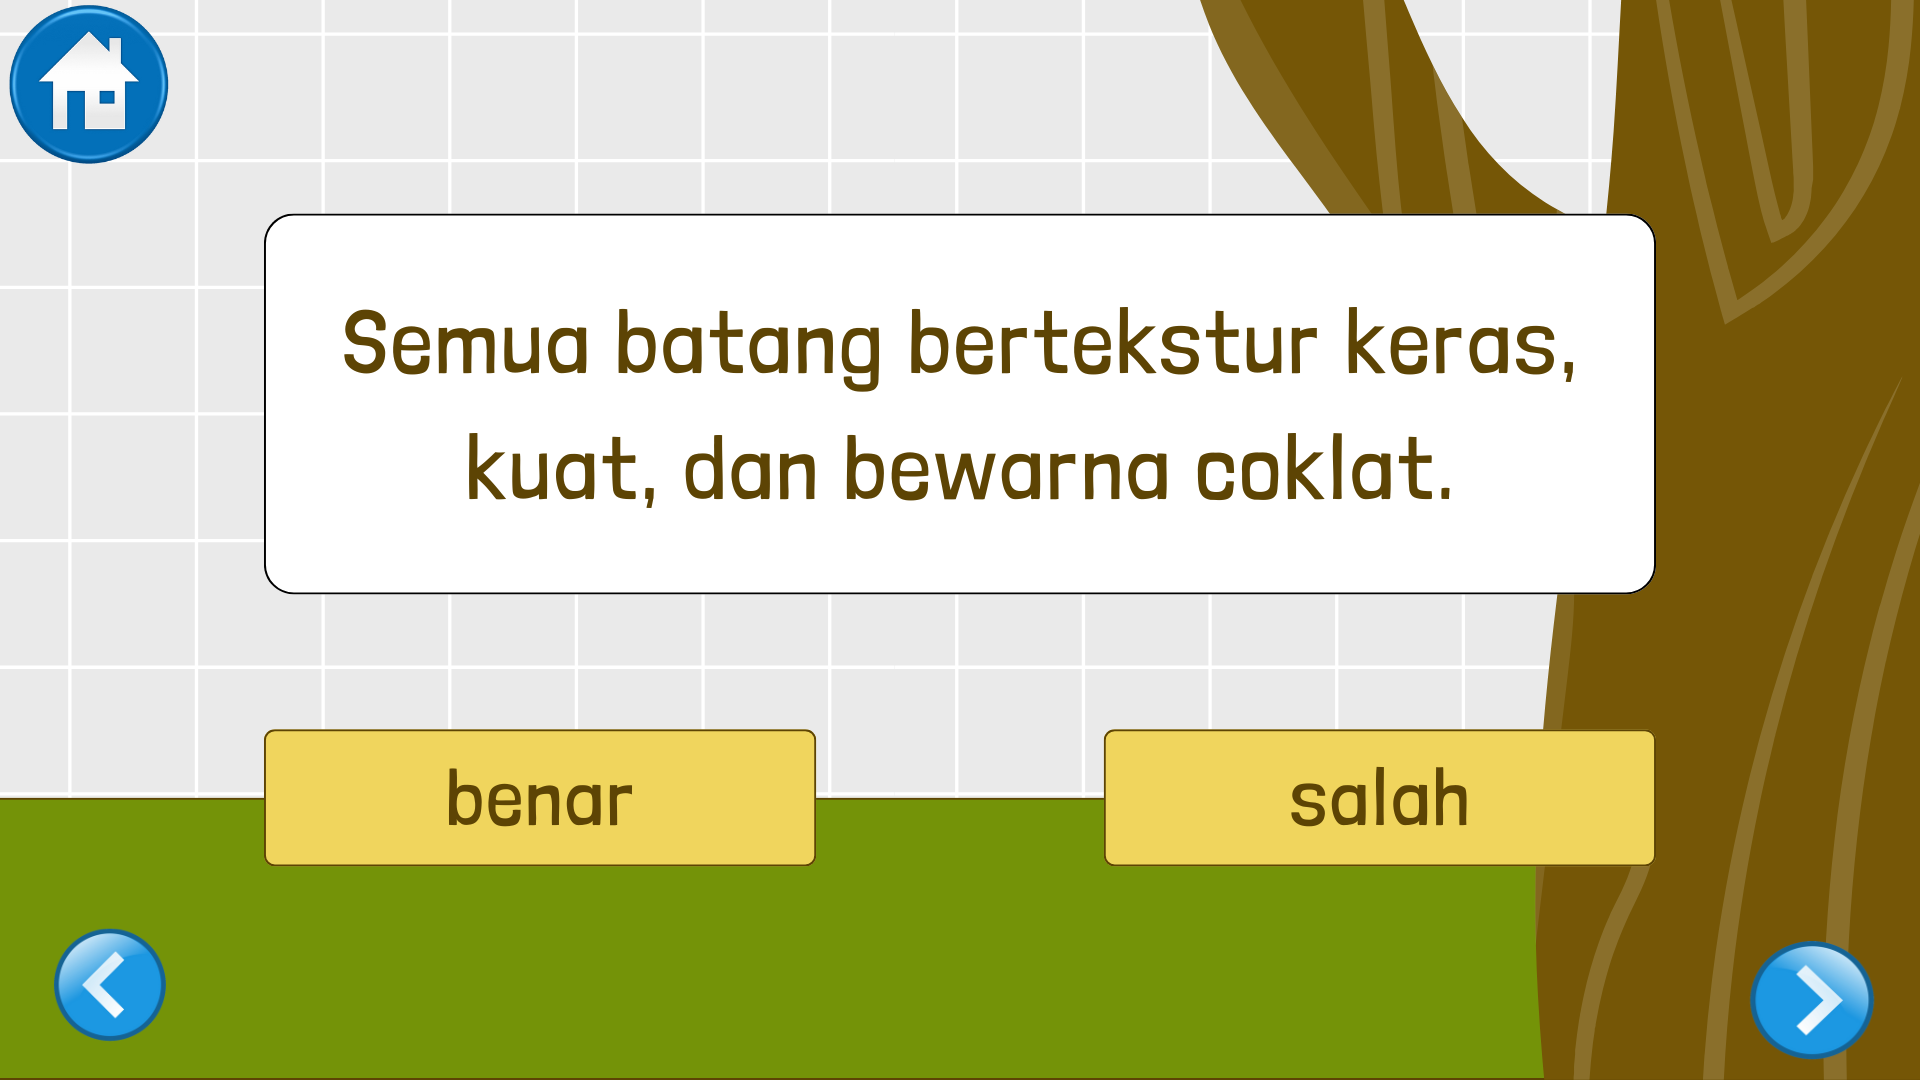 Semua batang bertekstur keras,
kuat, dan bewarna coklat.
benar
salah